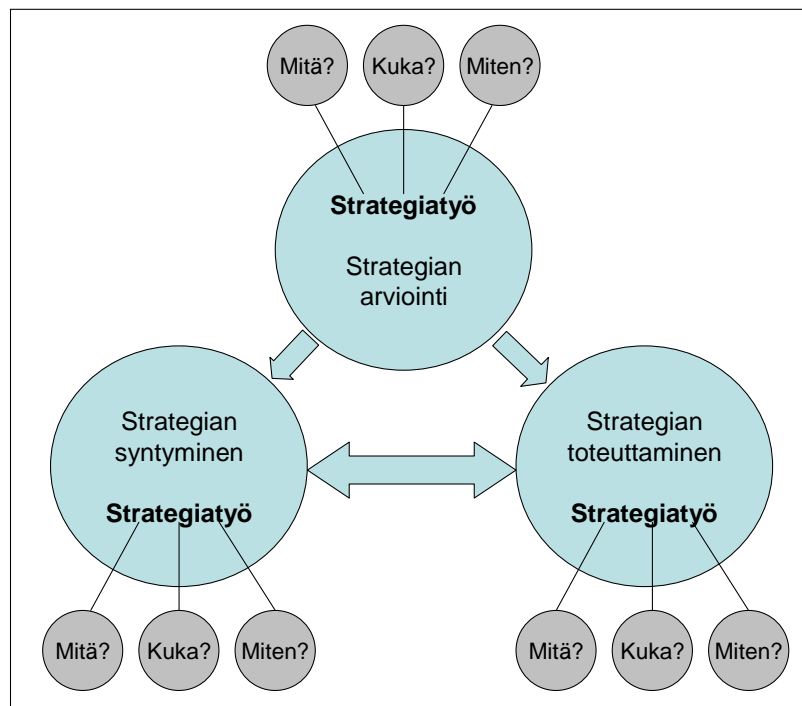 Mitä?
Kuka?
Miten?
Strategiatyö
Strategian
arviointi
Strategian
syntyminen
Strategiatyö
Mitä?
Kuka?
Miten?
Strategian
toteuttaminen
Strategiatyö
Mitä?
Kuka?
Miten?